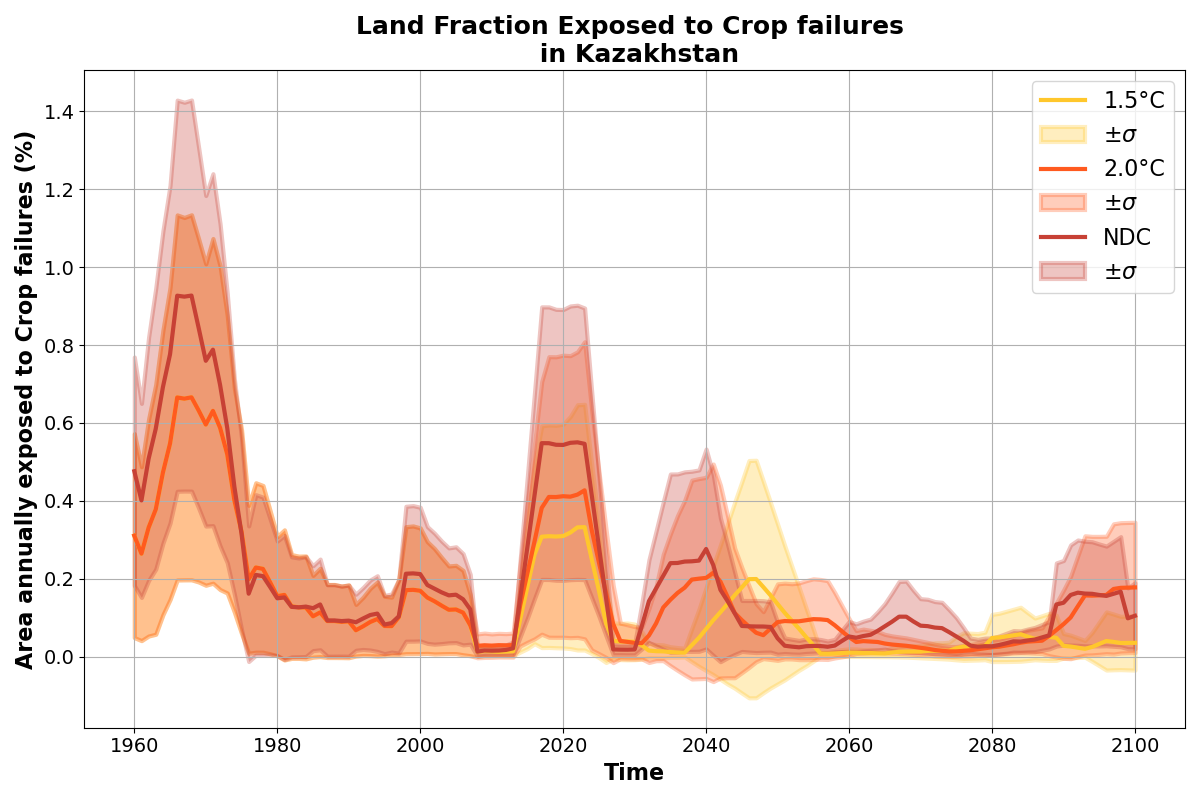 Land Fraction Exposed to Crop failures
in Kazakhstan
Area annually exposed to Crop failures (%)
1.4
1.2
1.0
0.8
0.6
0.4
0.2
0.0
1.5°C
±σ
2.0°C
±σ
NDC
±σ
1960 1980 2000 2020 2040 2060 2080 2100
Time